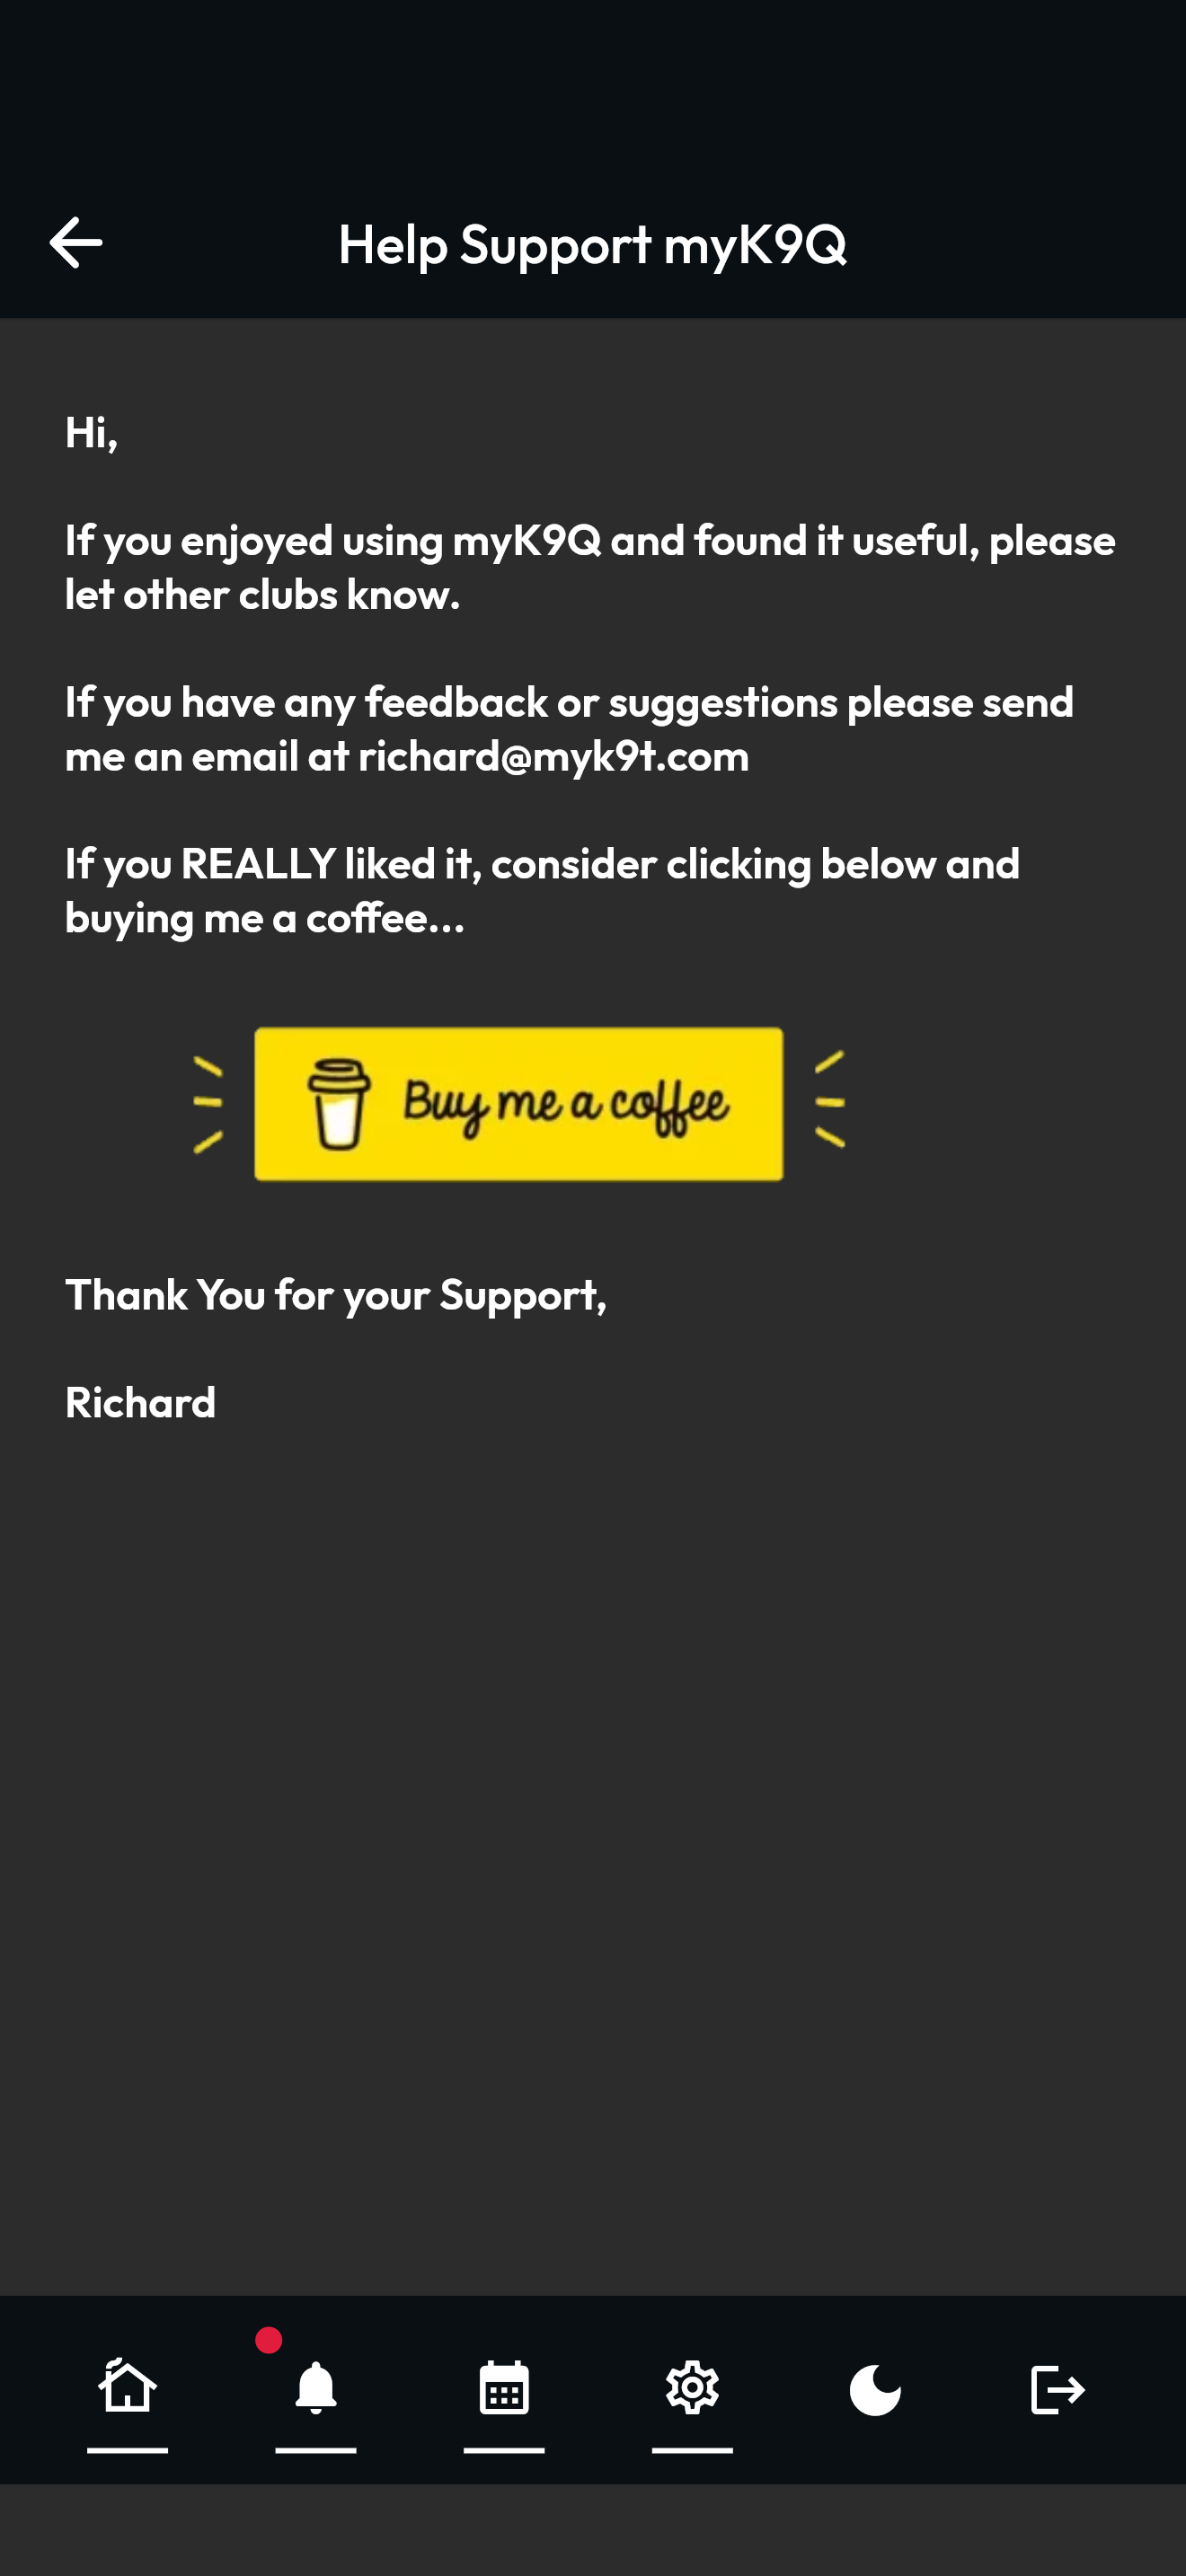 Help Support myK9Q
Hi,
If you enjoyed using myK9Q and found it useful, please
let other clubs know.
If you have any feedback or suggestions please send
me an email at richard@myk9t.com
If you REALLY liked it, consider clicking below and
buying me a coffee...
Buy me a coffee
Thank You for your Support,
Richard